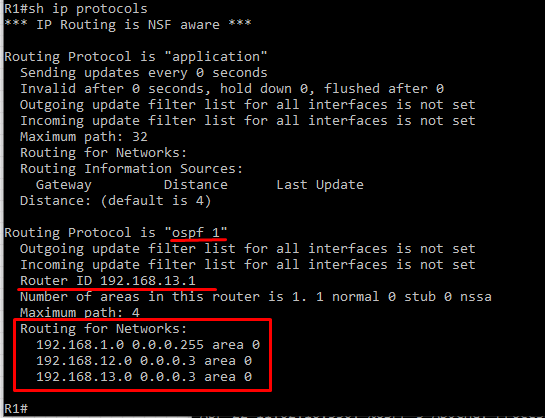 R1#sh ip protocols
*** IP Routing is NSF aware ***
Routing Protocol is "application"
  Sending updates every 0 seconds
  Invalid after 0 seconds, hold down 0, flushed after 0
  Outgoing update filter list for all interfaces is not set
  Incoming update filter list for all interfaces is not set
  Maximum path: 32
  Routing for Networks:
  Routing Information Sources:
    Gateway         Distance      Last Update
  Distance: (default is 4)
Routing Protocol is "ospf 1"
  Outgoing update filter list for all interfaces is not set
  Incoming update filter list for all interfaces is not set
  Router ID 192.168.13.1
  Number of areas in this router is 1. 1 normal 0 stub 0 nssa
  Maximum path: 4
  Routing for Networks:
    192.168.1.0 0.0.0.255 area 0
    192.168.12.0 0.0.0.3 area 0
    192.168.13.0 0.0.0.3 area 0
R1#